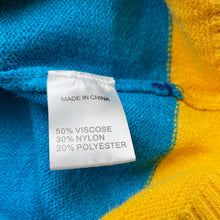 MADE IN CHINA
50% VISCOSE
30% NYLON
20% POLYESTER